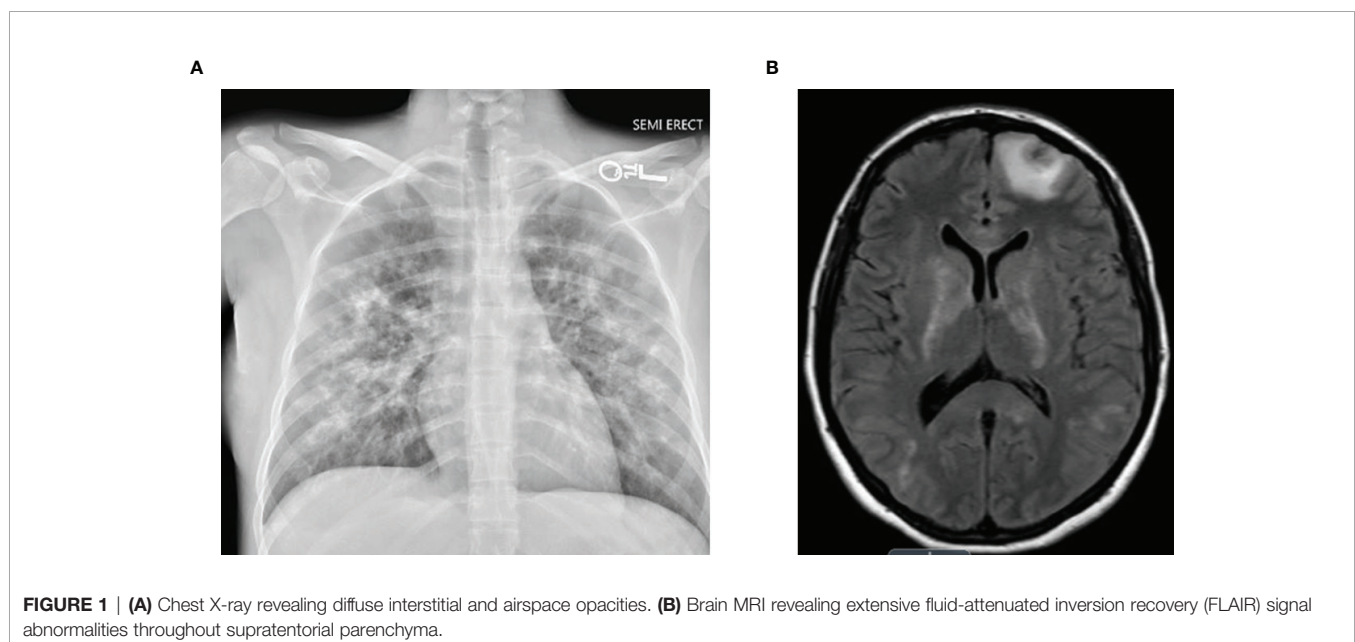 A
B
SEMI ERECT
L
FIGURE 1 | (A) Chest X-ray revealing diffuse interstitial and airspace opacities. (B) Brain MRI revealing extensive fluid-attenuated inversion recovery (FLAIR) signal
abnormalities throughout supratentorial parenchyma.